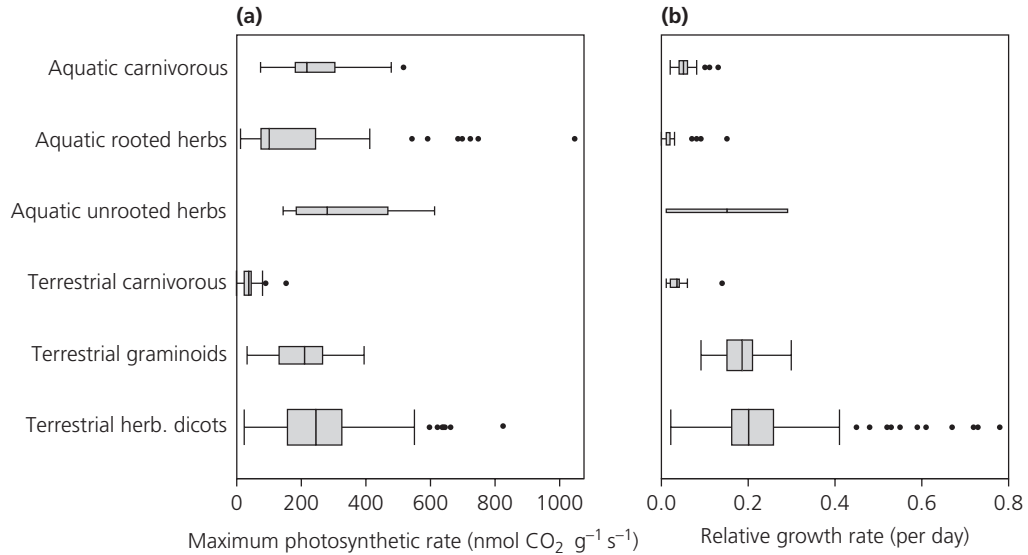 (a)
(b)
Aquatic carnivorous
Aquatic rooted herbs
Aquatic unrooted herbs
Terrestrial carnivorous
Terrestrial graminoids
Terrestrial herb. dicots
0 200 400 600 800 1000
0.0 0.2 0.4 0.6 0.8
Maximum photosynthetic rate (nmol CO₂ g⁻¹ s⁻¹)
Relative growth rate (per day)